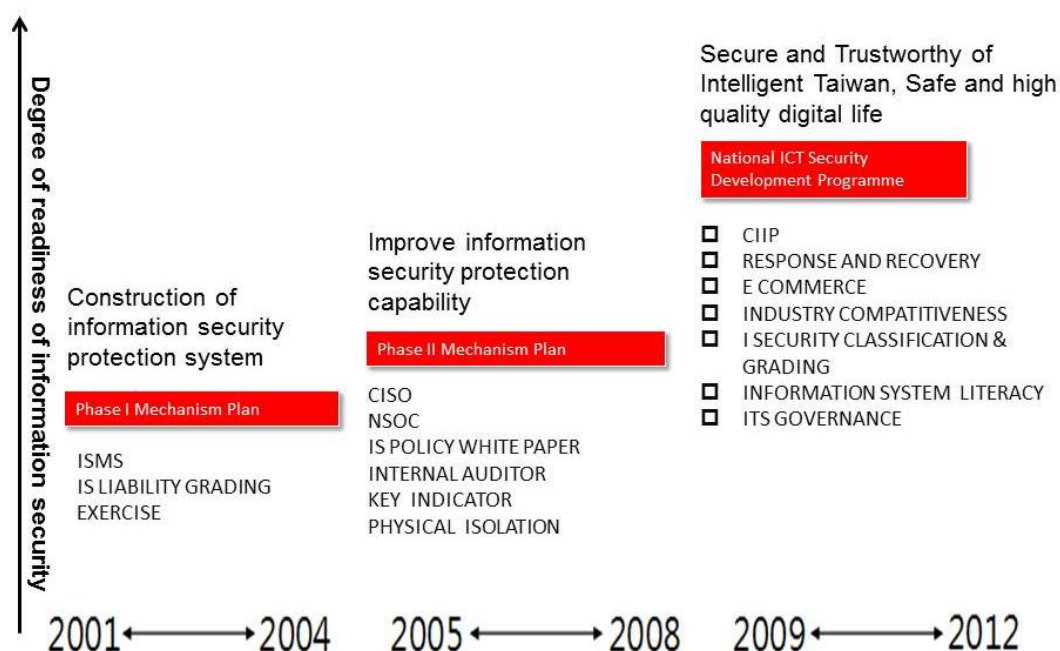 Degree of readiness of information security
Construction of
information security
protection system
Phase I Mechanism Plan
ISMS
IS LIABILITY GRADING
EXERCISE
Improve information
security protection
capability
Phase II Mechanism Plan
CISO
NSOC
IS POLICY WHITE PAPER
INTERNAL AUDITOR
KEY INDICATOR
PHYSICAL ISOLATION
Secure and Trustworthy of
Intelligent Taiwan, Safe and high
quality digital life
National ICT Security
Development Programme
CIIP
RESPONSE AND RECOVERY
E COMMERCE
INDUSTRY COMPATITIVENESS
I SECURITY CLASSIFICATION &
GRADING
INFORMATION SYSTEM LITERACY
ITS GOVERNANCE
2001 2004 2005 2008 2009 2012